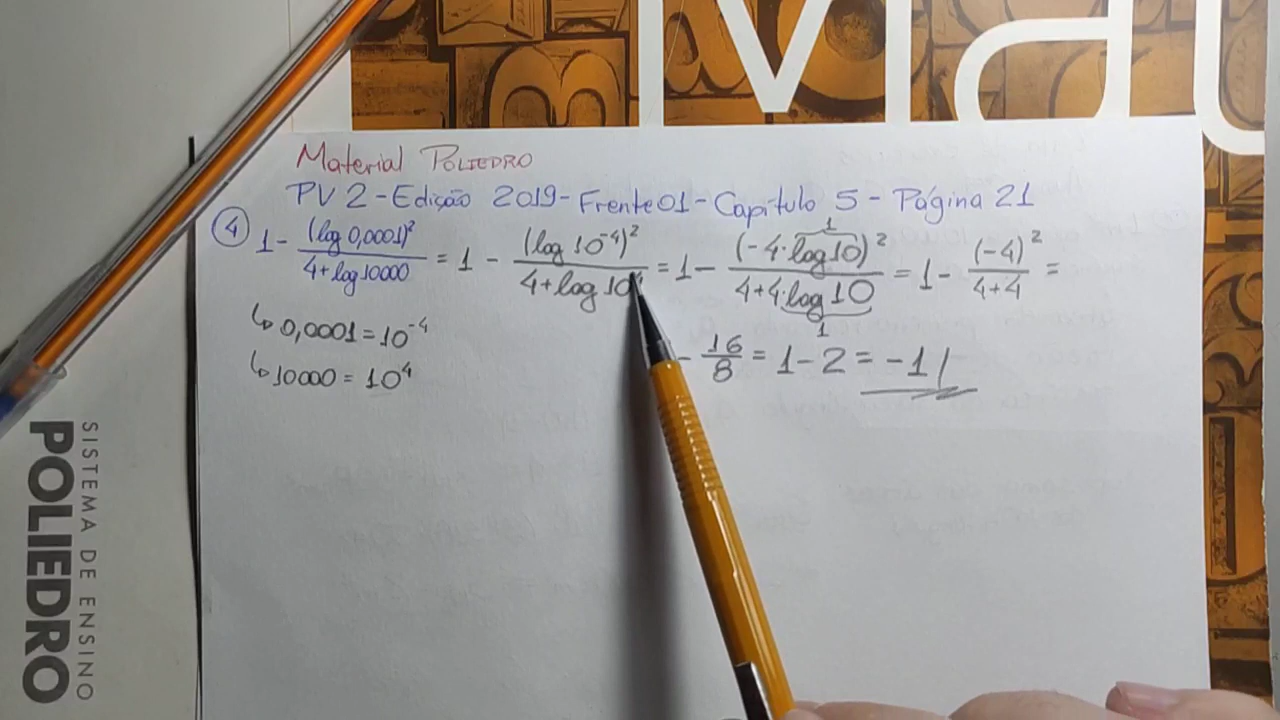 Mat
Material POLIEDRO
PV 2 - Edição 2019 - Frente 01 - Capítulo 5 - Página 21
④ 1 - (log 0,0001)² / (4 + log 10000) = 1 - (log 10⁻⁴)² / (4 + log 10⁴) = 1 - (-4 · log 10)² / (4 + 4 · log 10) = 1 - (-4)² / (4 + 4) =
1
1
↳ 0,0001 = 10⁻⁴
- 16/8 = 1 - 2 = -1 /
↳ 10000 = 10⁴
SISTEMA DE ENSINO
POLIEDRO